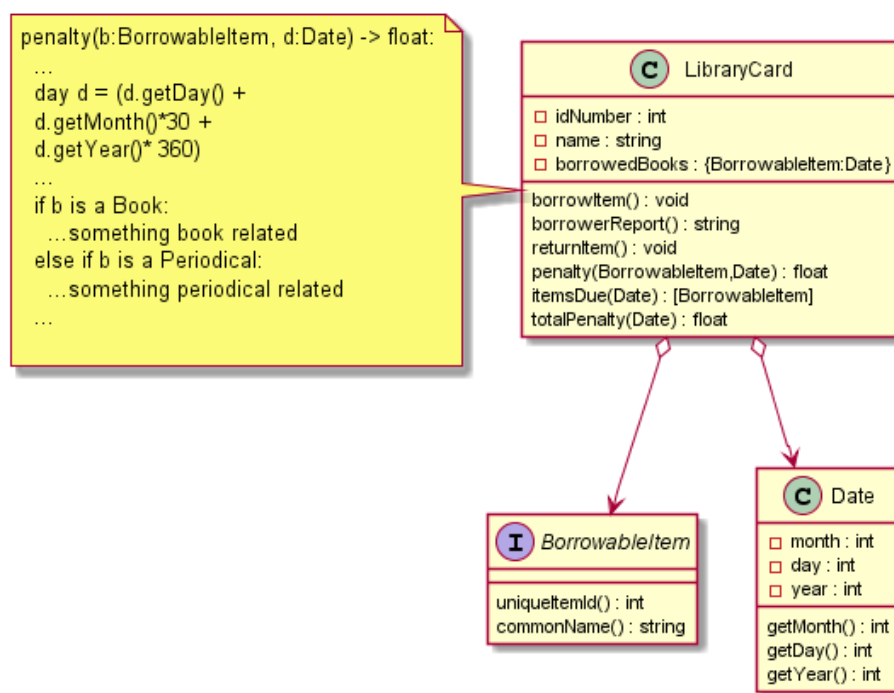 penalty(b:BorrowableItem, d:Date) -> float:
...
day d = (d.getDay() +
d.getMonth()*30 +
d.getYear()* 360)
...
if b is a Book:
...something book related
else if b is a Periodical:
...something periodical related
...
C LibraryCard
idNumber : int
name : string
borrowedBooks : {BorrowableItem:Date}
borrowItem() : void
borrowerReport() : string
returnItem() : void
penalty(BorrowableItem,Date) : float
itemsDue(Date) : [BorrowableItem]
totalPenalty(Date) : float
I BorrowableItem
uniqueItemId() : int
commonName() : string
C Date
month : int
day : int
year : int
getMonth() : int
getDay() : int
getYear() : int